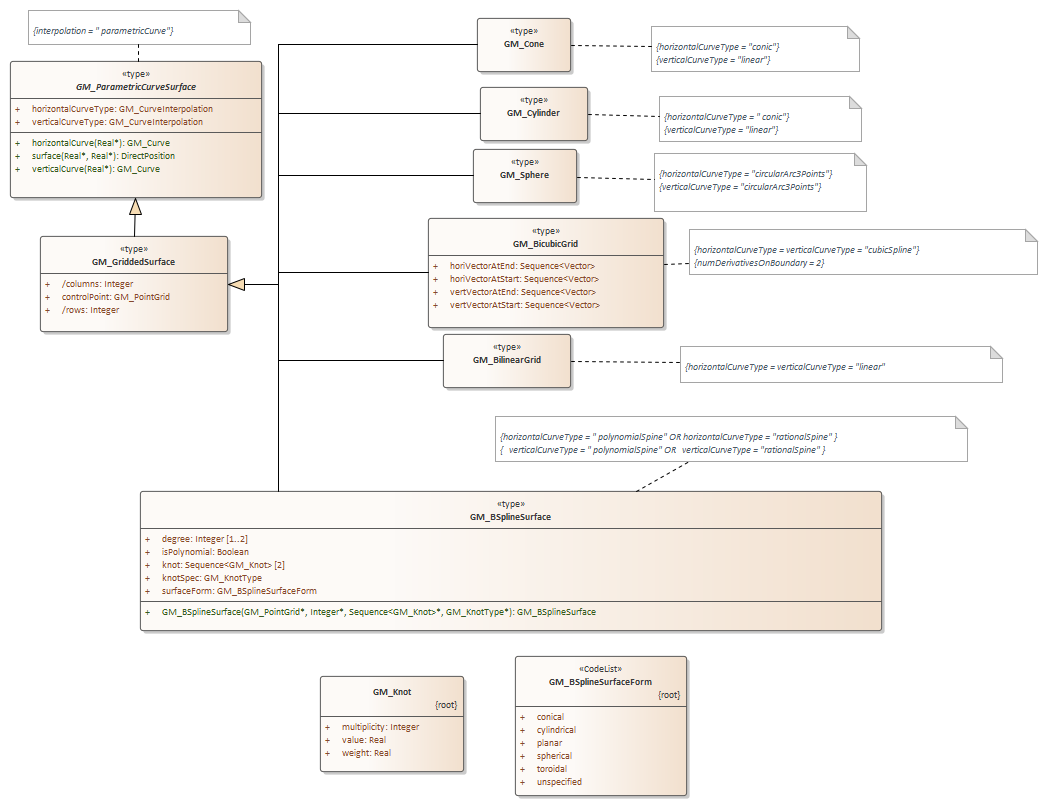 {interpolation = " parametricCurve"}
«type»
GM_ParametricCurveSurface
+ horizontalCurveType: GM_CurveInterpolation
+ verticalCurveType: GM_CurveInterpolation
+ horizontalCurve(Real*): GM_Curve
+ surface(Real*, Real*): DirectPosition
+ verticalCurve(Real*): GM_Curve
«type»
GM_GriddedSurface
+ /columns: Integer
+ controlPoint: GM_PointGrid
+ /rows: Integer
«type»
GM_Cone
{horizontalCurveType = "conic"}
{verticalCurveType = "linear"}
«type»
GM_Cylinder
{horizontalCurveType = " conic"}
{verticalCurveType = "linear"}
«type»
GM_Sphere
{horizontalCurveType = "circularArc3Points"}
{verticalCurveType = "circularArc3Points"}
«type»
GM_BicubicGrid
+ horiVectorAtEnd: Sequence<Vector>
+ horiVectorAtStart: Sequence<Vector>
+ vertVectorAtEnd: Sequence<Vector>
+ vertVectorAtStart: Sequence<Vector>
{horizontalCurveType = verticalCurveType = "cubicSpline"}
{numDerivativesOnBoundary = 2}
«type»
GM_BilinearGrid
{horizontalCurveType = verticalCurveType = "linear"
{horizontalCurveType = " polynomialSpine" OR horizontalCurveType = "rationalSpine" }
{ verticalCurveType = " polynomialSpine" OR verticalCurveType = "rationalSpine" }
«type»
GM_BSplineSurface
+ degree: Integer [1..2]
+ isPolynomial: Boolean
+ knot: Sequence<GM_Knot> [2]
+ knotSpec: GM_KnotType
+ surfaceForm: GM_BSplineSurfaceForm
+ GM_BSplineSurface(GM_PointGrid*, Integer*, Sequence<GM_Knot>*, GM_KnotType*): GM_BSplineSurface
GM_Knot
{root}
+ multiplicity: Integer
+ value: Real
+ weight: Real
«CodeList»
GM_BSplineSurfaceForm
{root}
+ conical
+ cylindrical
+ planar
+ spherical
+ toroidal
+ unspecified